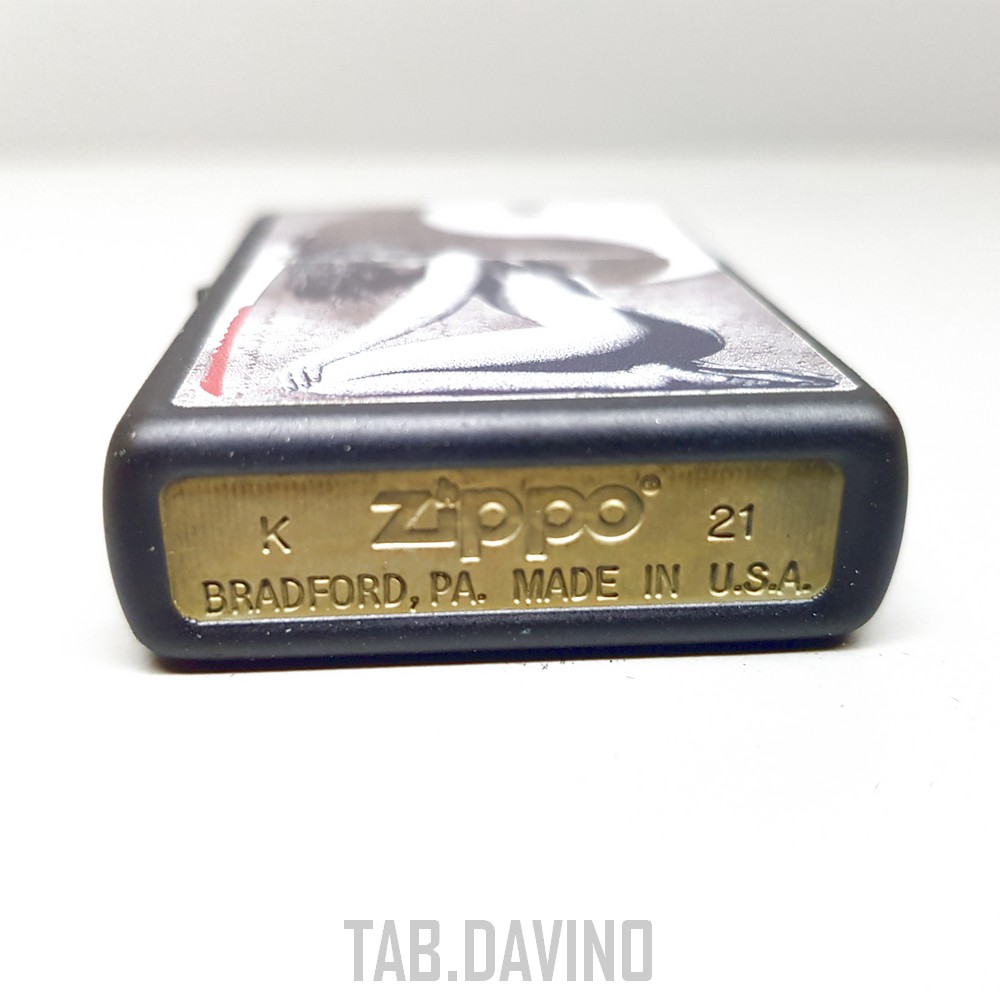 K Zippo® 21
BRADFORD, PA. MADE IN U.S.A.
TAB.DAVINO